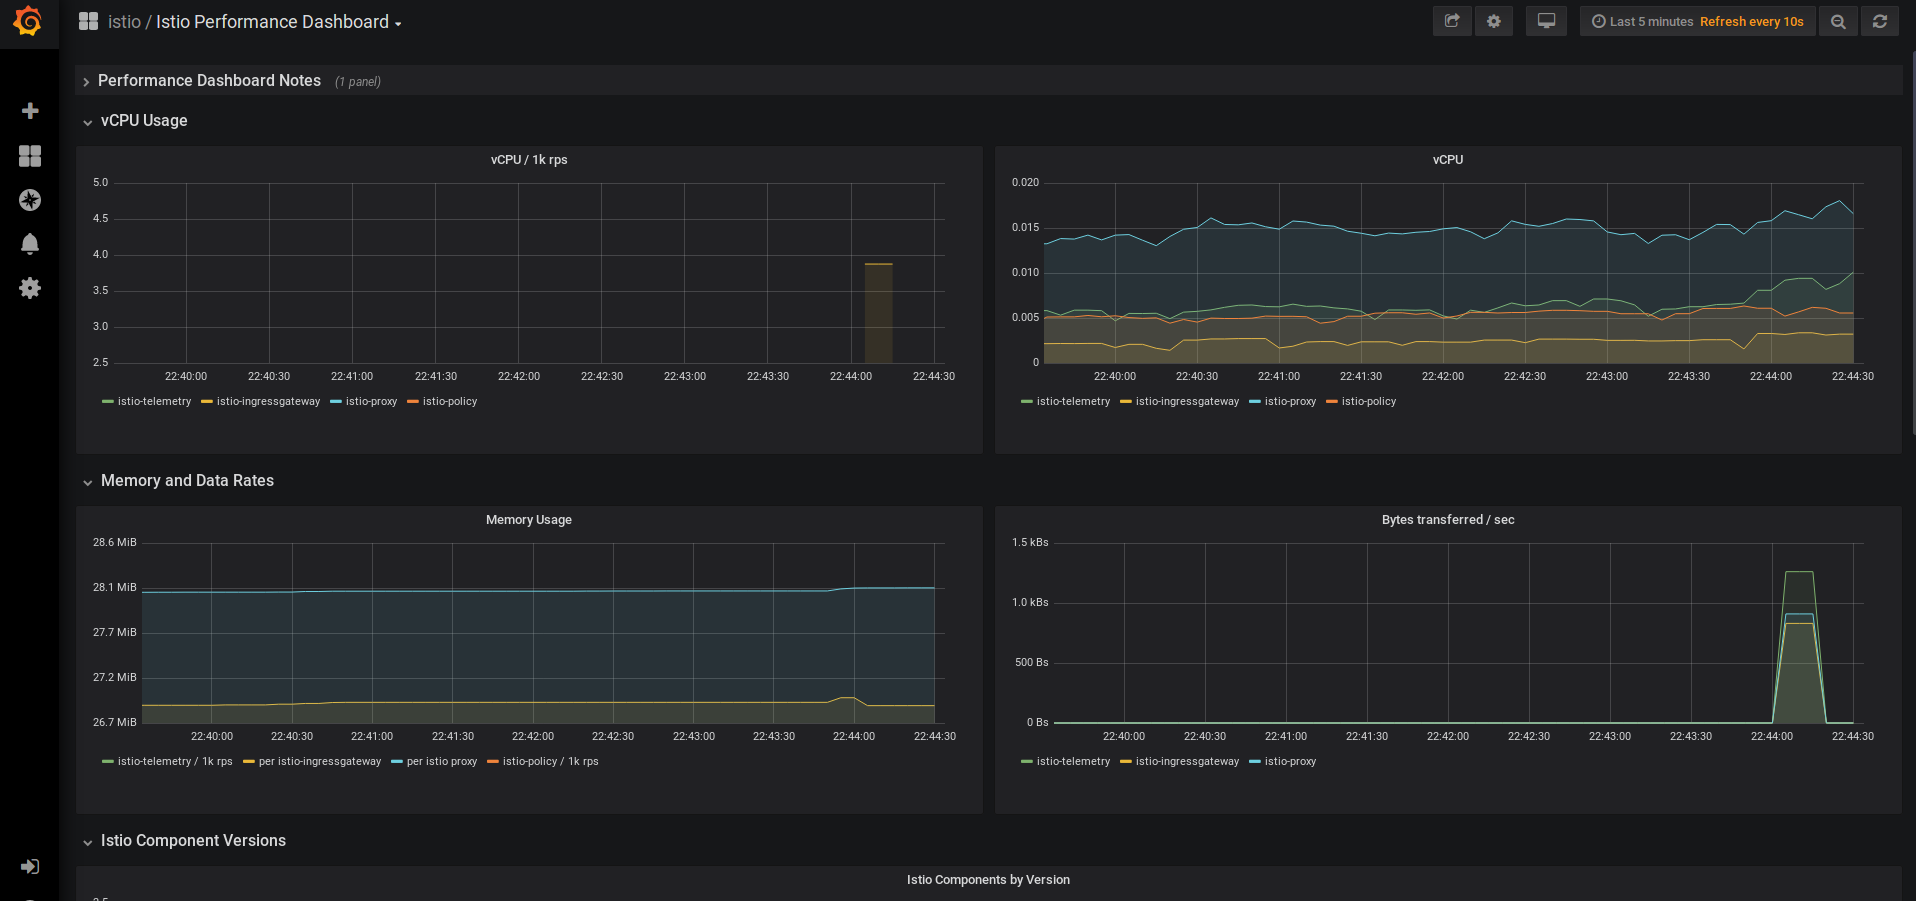 istio / Istio Performance Dashboard
Last 5 minutes Refresh every 10s
Performance Dashboard Notes (1 panel)
vCPU Usage
vCPU / 1k rps
5.0
4.5
4.0
3.5
3.0
2.5
22:40:00 22:40:30 22:41:00 22:41:30 22:42:00 22:42:30 22:43:00 22:43:30 22:44:00 22:44:30
istio-telemetry istio-ingressgateway istio-proxy istio-policy
vCPU
0.020
0.015
0.010
0.005
0
22:40:00 22:40:30 22:41:00 22:41:30 22:42:00 22:42:30 22:43:00 22:43:30 22:44:00 22:44:30
istio-telemetry istio-ingressgateway istio-proxy istio-policy
Memory and Data Rates
Memory Usage
28.6 MiB
28.1 MiB
27.7 MiB
27.2 MiB
26.7 MiB
22:40:00 22:40:30 22:41:00 22:41:30 22:42:00 22:42:30 22:43:00 22:43:30 22:44:00 22:44:30
istio-telemetry / 1k rps per istio-ingressgateway per istio proxy istio-policy / 1k rps
Bytes transferred / sec
1.5 kBs
1.0 kBs
500 Bs
0 Bs
22:40:00 22:40:30 22:41:00 22:41:30 22:42:00 22:42:30 22:43:00 22:43:30 22:44:00 22:44:30
istio-telemetry istio-ingressgateway istio-proxy
Istio Component Versions
Istio Components by Version